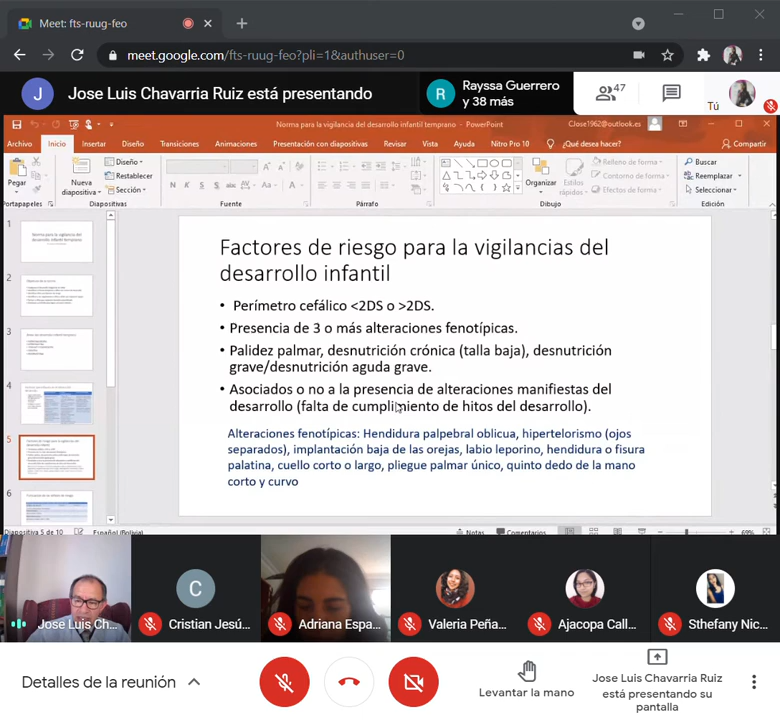 Meet: fts-ruug-feo
meet.google.com/fts-ruug-feo?pli=1&authuser=0
J
Jose Luis Chavarria Ruiz está presentando
R
Rayssa Guerrero
y 38 más
47
Tú
Norma para la vigilancia del desarrollo infantil temprano - PowerPoint
Close1962@outlook.es
Archivo Inicio Insertar Diseño Transiciones Animaciones Presentación con diapositivas Revisar Vista Ayuda Nitro Pro 10 ¿Qué desea hacer? Compartir
Pegar
Nueva
diapositiva
Diseño
Restablecer
Sección
N K S S abc AV Aa A
Organizar
Estilos
rápidos
Relleno de forma
Contorno de forma
Efectos de forma
Buscar
Reemplazar
Seleccionar
Portapapeles Diapositivas Fuente Párrafo Dibujo Edición
1
2
3
4
5
6
Factores de riesgo para la vigilancias del
desarrollo infantil
• Perímetro cefálico <2DS o >2DS.
• Presencia de 3 o más alteraciones fenotípicas.
• Palidez palmar, desnutrición crónica (talla baja), desnutrición
grave/desnutrición aguda grave.
• Asociados o no a la presencia de alteraciones manifiestas del
desarrollo (falta de cumplimiento de hitos del desarrollo).
Alteraciones fenotípicas: Hendidura palpebral oblicua, hipertelorismo (ojos
separados), implantación baja de las orejas, labio leporino, hendidura o fisura
palatina, cuello corto o largo, pliegue palmar único, quinto dedo de la mano
corto y curvo
Diapositiva 5 de 10 Español (Bolivia) Notas Comentarios 69%
C
Jose Luis Ch... Cristian Jesú... Adriana Espa... Valeria Peña... Ajacopa Call... Sthefany Nic...
Detalles de la reunión
Levantar la mano
Jose Luis Chavarria Ruiz
está presentando su
pantalla